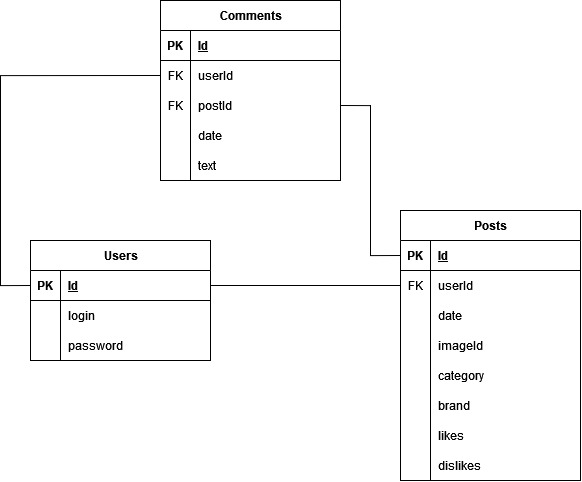 Comments
PK Id
FK userId
FK postId
date
text
Users
PK Id
login
password
Posts
PK Id
FK userId
date
imageId
category
brand
likes
dislikes